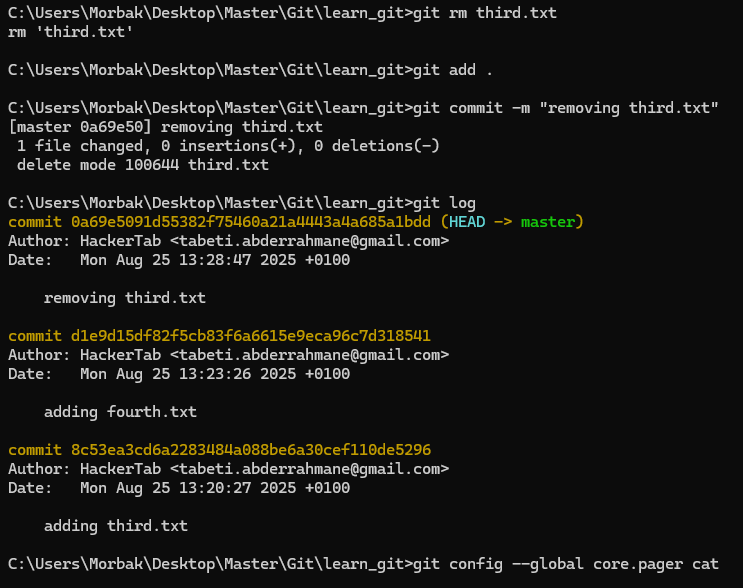 C:\Users\Morbak\Desktop\Master\Git\learn_git>git rm third.txt
rm 'third.txt'
C:\Users\Morbak\Desktop\Master\Git\learn_git>git add .
C:\Users\Morbak\Desktop\Master\Git\learn_git>git commit -m "removing third.txt"
[master 0a69e50] removing third.txt
 1 file changed, 0 insertions(+), 0 deletions(-)
 delete mode 100644 third.txt
C:\Users\Morbak\Desktop\Master\Git\learn_git>git log
commit 0a69e5091d55382f75460a21a4443a4a685a1bdd (HEAD -> master)
Author: HackerTab <tabeti.abderrahmane@gmail.com>
Date:   Mon Aug 25 13:28:47 2025 +0100
    removing third.txt
commit d1e9d15df82f5cb83f6a6615e9eca96c7d318541
Author: HackerTab <tabeti.abderrahmane@gmail.com>
Date:   Mon Aug 25 13:23:26 2025 +0100
    adding fourth.txt
commit 8c53ea3cd6a2283484a088be6a30cef110de5296
Author: HackerTab <tabeti.abderrahmane@gmail.com>
Date:   Mon Aug 25 13:20:27 2025 +0100
    adding third.txt
C:\Users\Morbak\Desktop\Master\Git\learn_git>git config --global core.pager cat